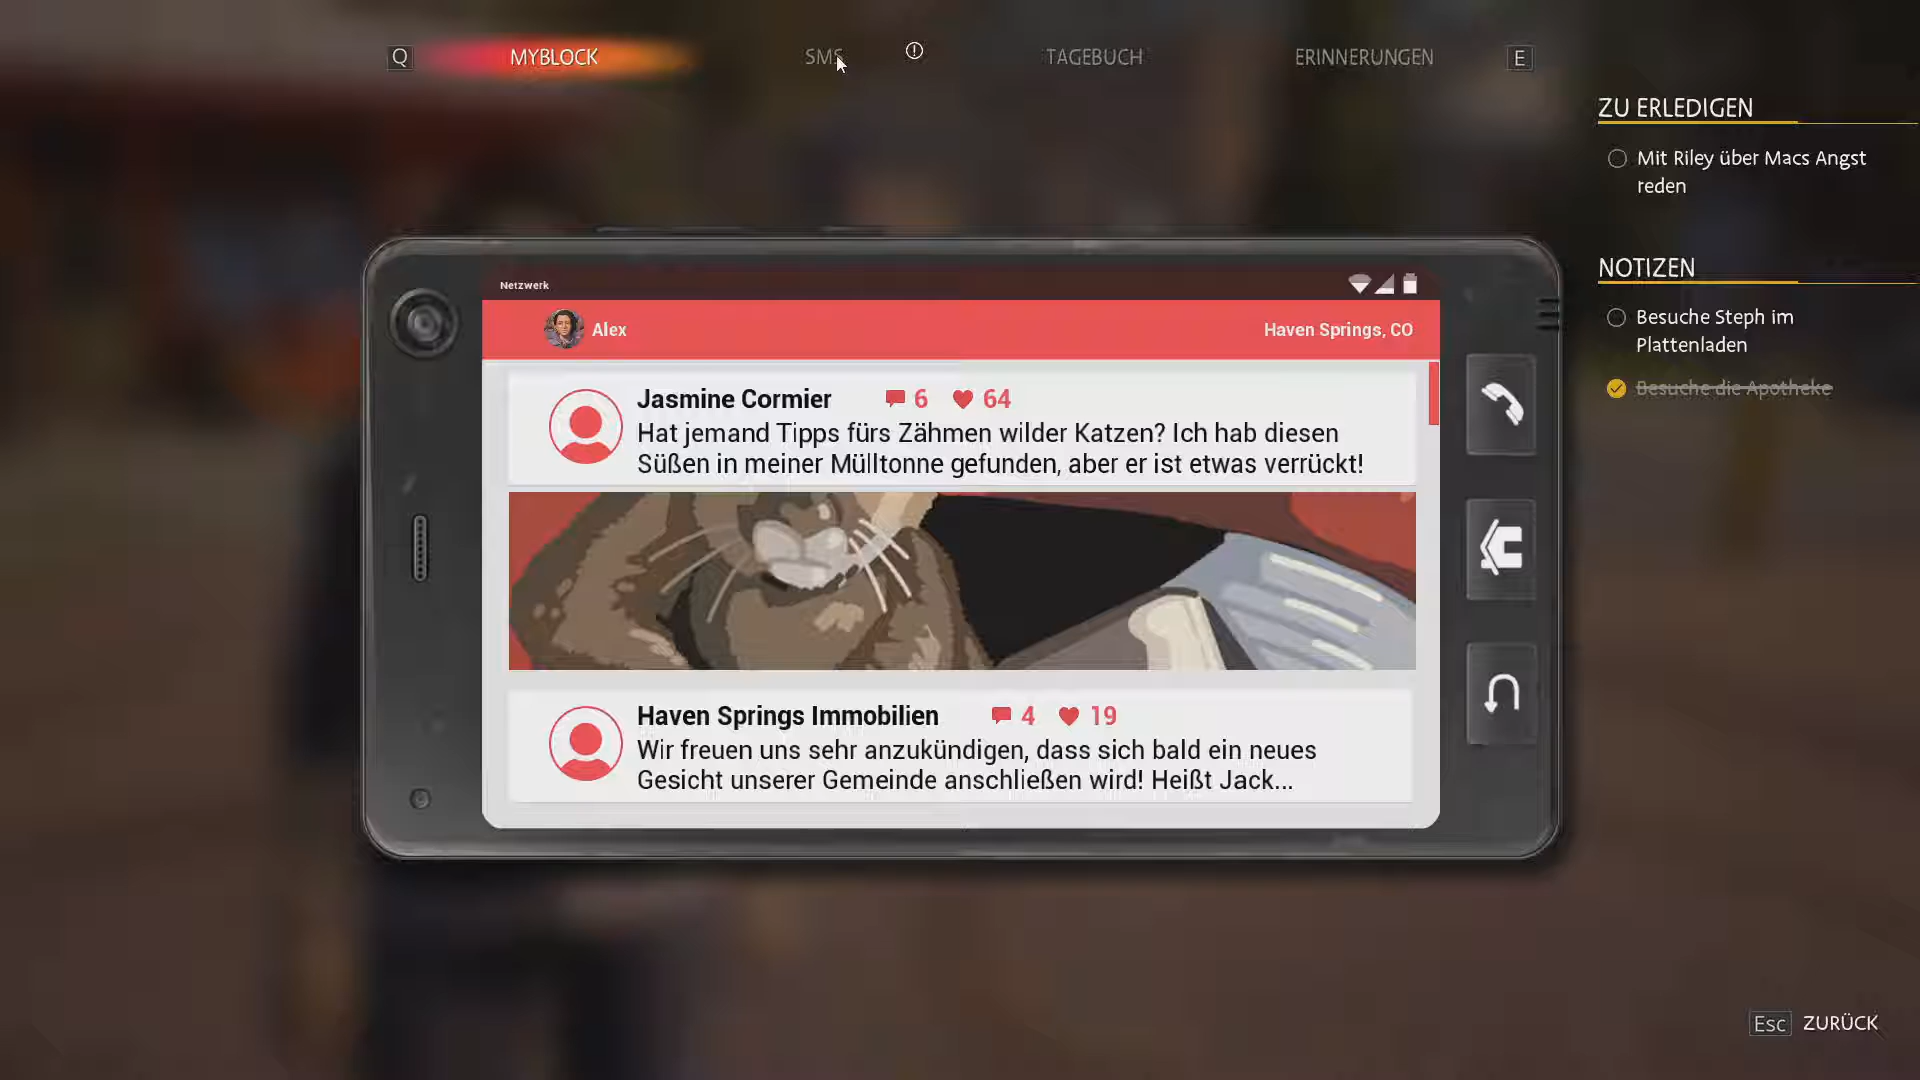 Q MYBLOCK SMS TAGEBUCH ERINNERUNGEN E
ZU ERLEDIGEN
Mit Riley über Macs Angst
reden
NOTIZEN
Besuche Steph im
Plattenladen
Besuche die Apotheke
Netzwerk
Alex Haven Springs, CO
Jasmine Cormier 6 64
Hat jemand Tipps fürs Zähmen wilder Katzen? Ich hab diesen
Süßen in meiner Mülltonne gefunden, aber er ist etwas verrückt!
Haven Springs Immobilien 4 19
Wir freuen uns sehr anzukündigen, dass sich bald ein neues
Gesicht unserer Gemeinde anschließen wird! Heißt Jack...
Esc ZURÜCK